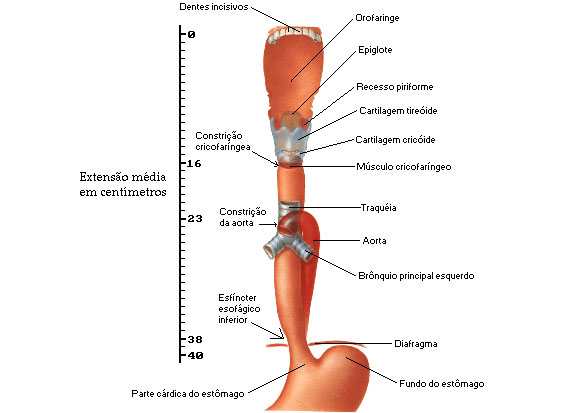 Dentes incisivos
0
Orofaringe
Epiglote
Recesso piriforme
Cartilagem tireóide
Constrição
cricofaríngea
Cartilagem cricóide
16
Músculo cricofaríngeo
Extensão média
em centímetros
Traquéia
Constrição
da aorta
23
Aorta
Brônquio principal esquerdo
Esfíncter
esofágico
inferior
38
Diafragma
40
Parte cárdica do estômago
Fundo do estômago